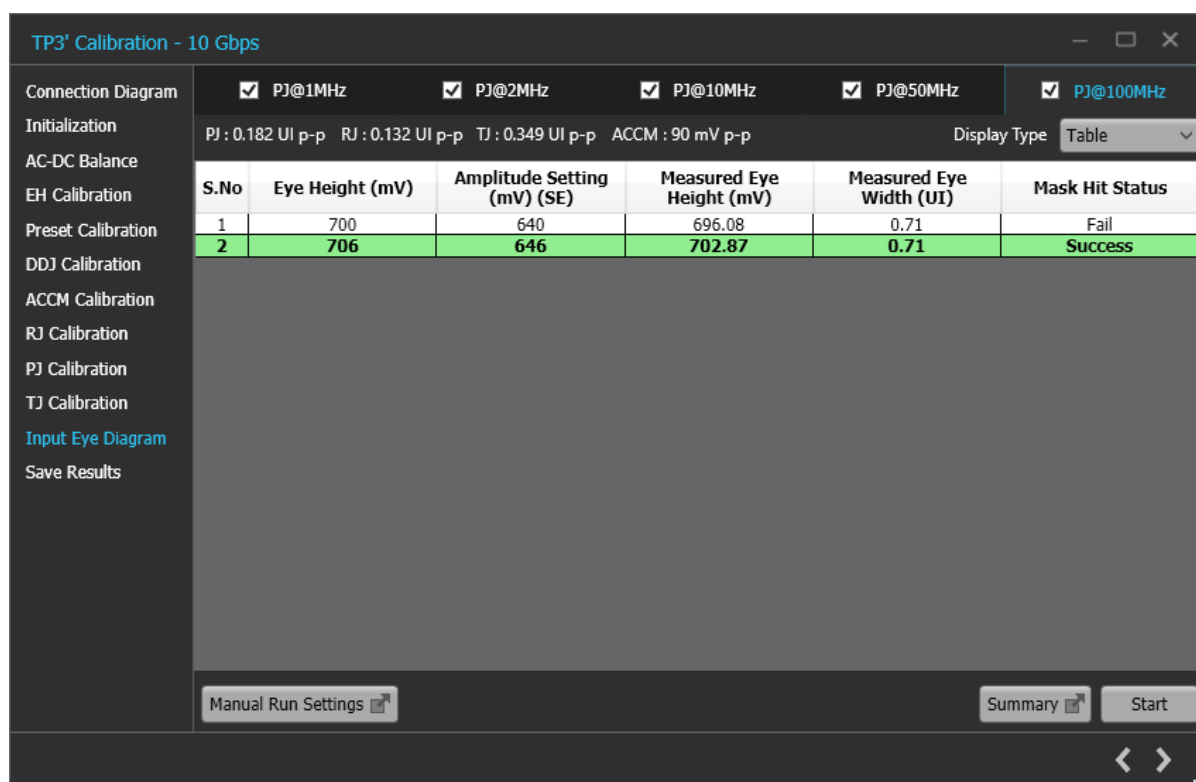 TP3' Calibration - 10 Gbps
Connection Diagram
Initialization
AC-DC Balance
EH Calibration
Preset Calibration
DDJ Calibration
ACCM Calibration
RJ Calibration
PJ Calibration
TJ Calibration
Input Eye Diagram
Save Results
PJ@1MHz PJ@2MHz PJ@10MHz PJ@50MHz PJ@100MHz
PJ : 0.182 UI p-p RJ : 0.132 UI p-p TJ : 0.349 UI p-p ACCM : 90 mV p-p Display Type Table
S.No Eye Height (mV) Amplitude Setting (mV) (SE) Measured Eye Height (mV) Measured Eye Width (UI) Mask Hit Status
1 700 640 696.08 0.71 Fail
2 706 646 702.87 0.71 Success
Manual Run Settings Summary Start